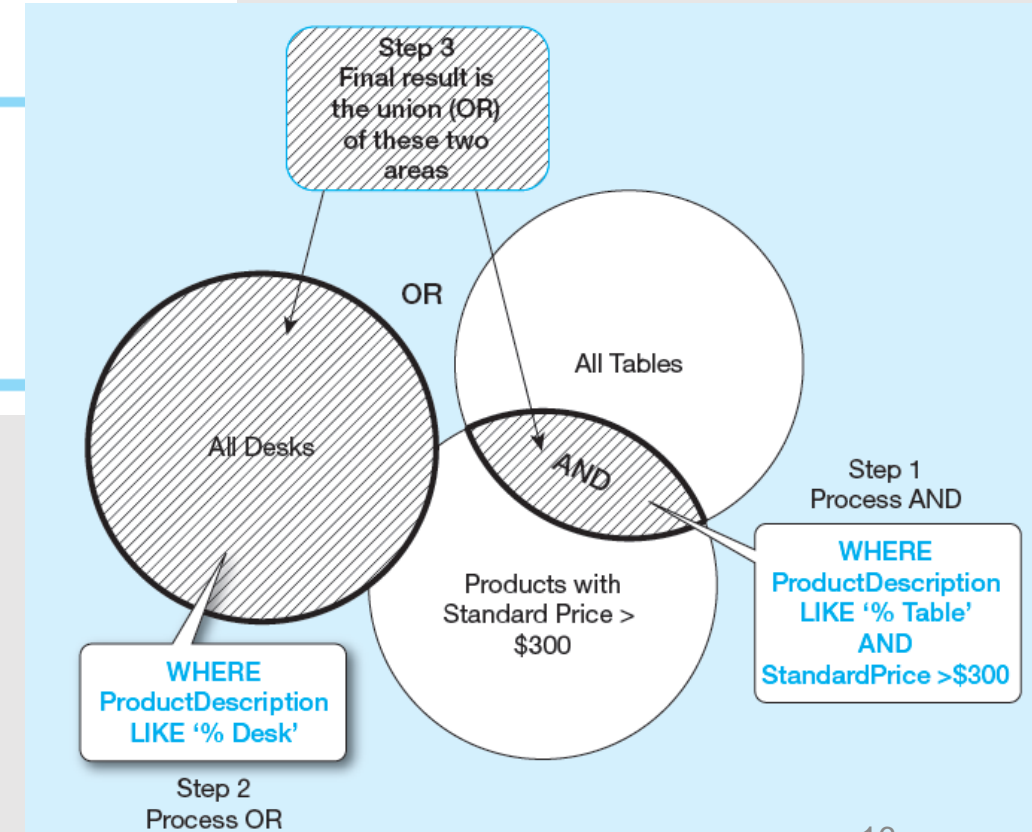 Step 3
Final result is
the union (OR)
of these two
areas
OR
All Tables
All Desks
AND
Step 1
Process AND
WHERE
ProductDescription
LIKE ‘% Table’
AND
StandardPrice >$300
Products with
Standard Price >
$300
WHERE
ProductDescription
LIKE ‘% Desk’
Step 2
Process OR